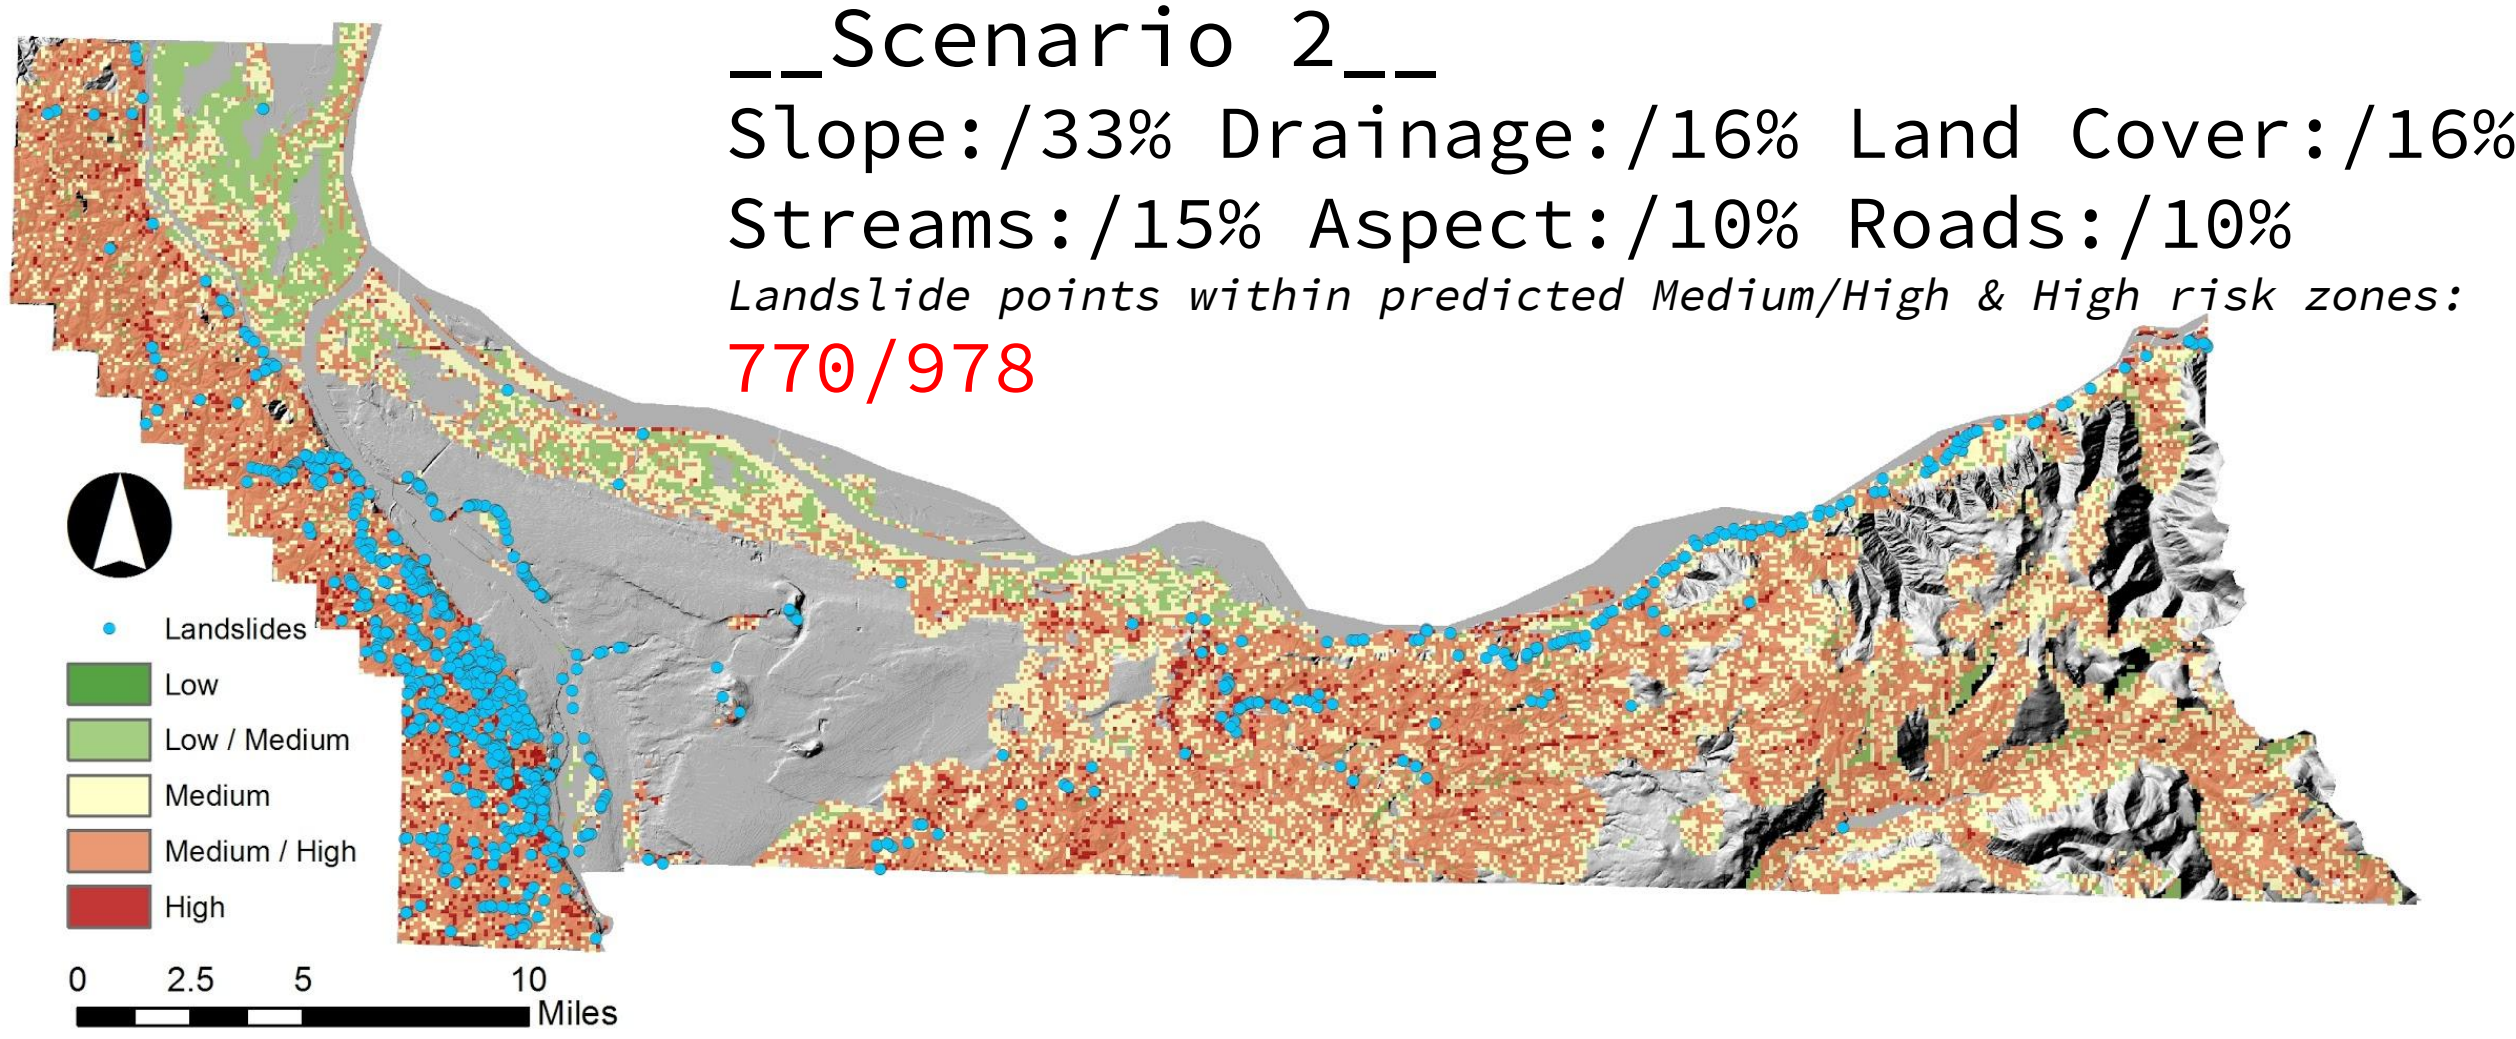 __Scenario 2__
Slope:/33% Drainage:/16% Land Cover:/16%
Streams:/15% Aspect:/10% Roads:/10%
Landslide points within predicted Medium/High & High risk zones:
770/978
Landslides
Low
Low / Medium
Medium
Medium / High
High
0 2.5 5 10
Miles